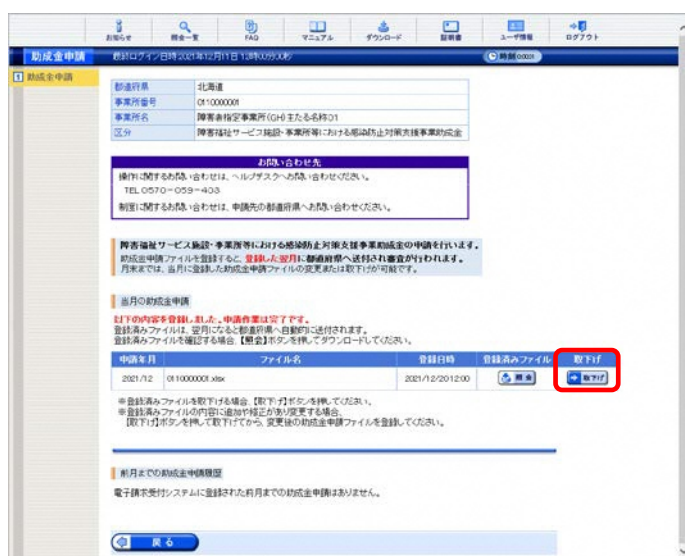 お知らせ 照会一覧 FAQ マニュアル ダウンロード 証明書 ユーザ情報 ログアウト
助成金申請 最終ログイン日時 2021年12月11日 12時00分00秒 時刻 00:00
1 助成金申請
都道府県 北海道
事業所番号 0110000001
事業所名 障害者指定事業所(GH)主たる名称01
区分 障害福祉サービス施設・事業所等における感染防止対策支援事業助成金
お問い合わせ先
操作に関するお問い合わせは、ヘルプデスクへお問い合わせください。
TEL 0570-059-403
制度に関するお問い合わせは、申請先の都道府県へお問い合わせください。
障害福祉サービス施設・事業所等における感染防止対策支援事業助成金の申請を行います。
助成金申請ファイルを登録すると、登録した翌月に都道府県へ送付され審査が行われます。
月末までは、当月に登録した助成金申請ファイルの変更または取下げが可能です。
当月の助成金申請
以下の内容を登録しました。申請作業は完了です。
登録済みファイルは、翌月になると都道府県へ自動的に送付されます。
登録済みファイルを確認する場合、【照会】ボタンを押してダウンロードしてください。
申請年月 ファイル名 登録日時 登録済みファイル 取下げ
2021/12 0110000001.xlsx 2021/12/20 12:00 照会 取下げ
※登録済みファイルを取下げる場合、【取下げ】ボタンを押してください。
※登録済みファイルの内容に追加や修正があり変更する場合、
【取下げ】ボタンを押して取下げてから、変更後の助成金申請ファイルを登録してください。
前月までの助成金申請履歴
電子請求受付システムに登録された前月までの助成金申請はありません。
戻る